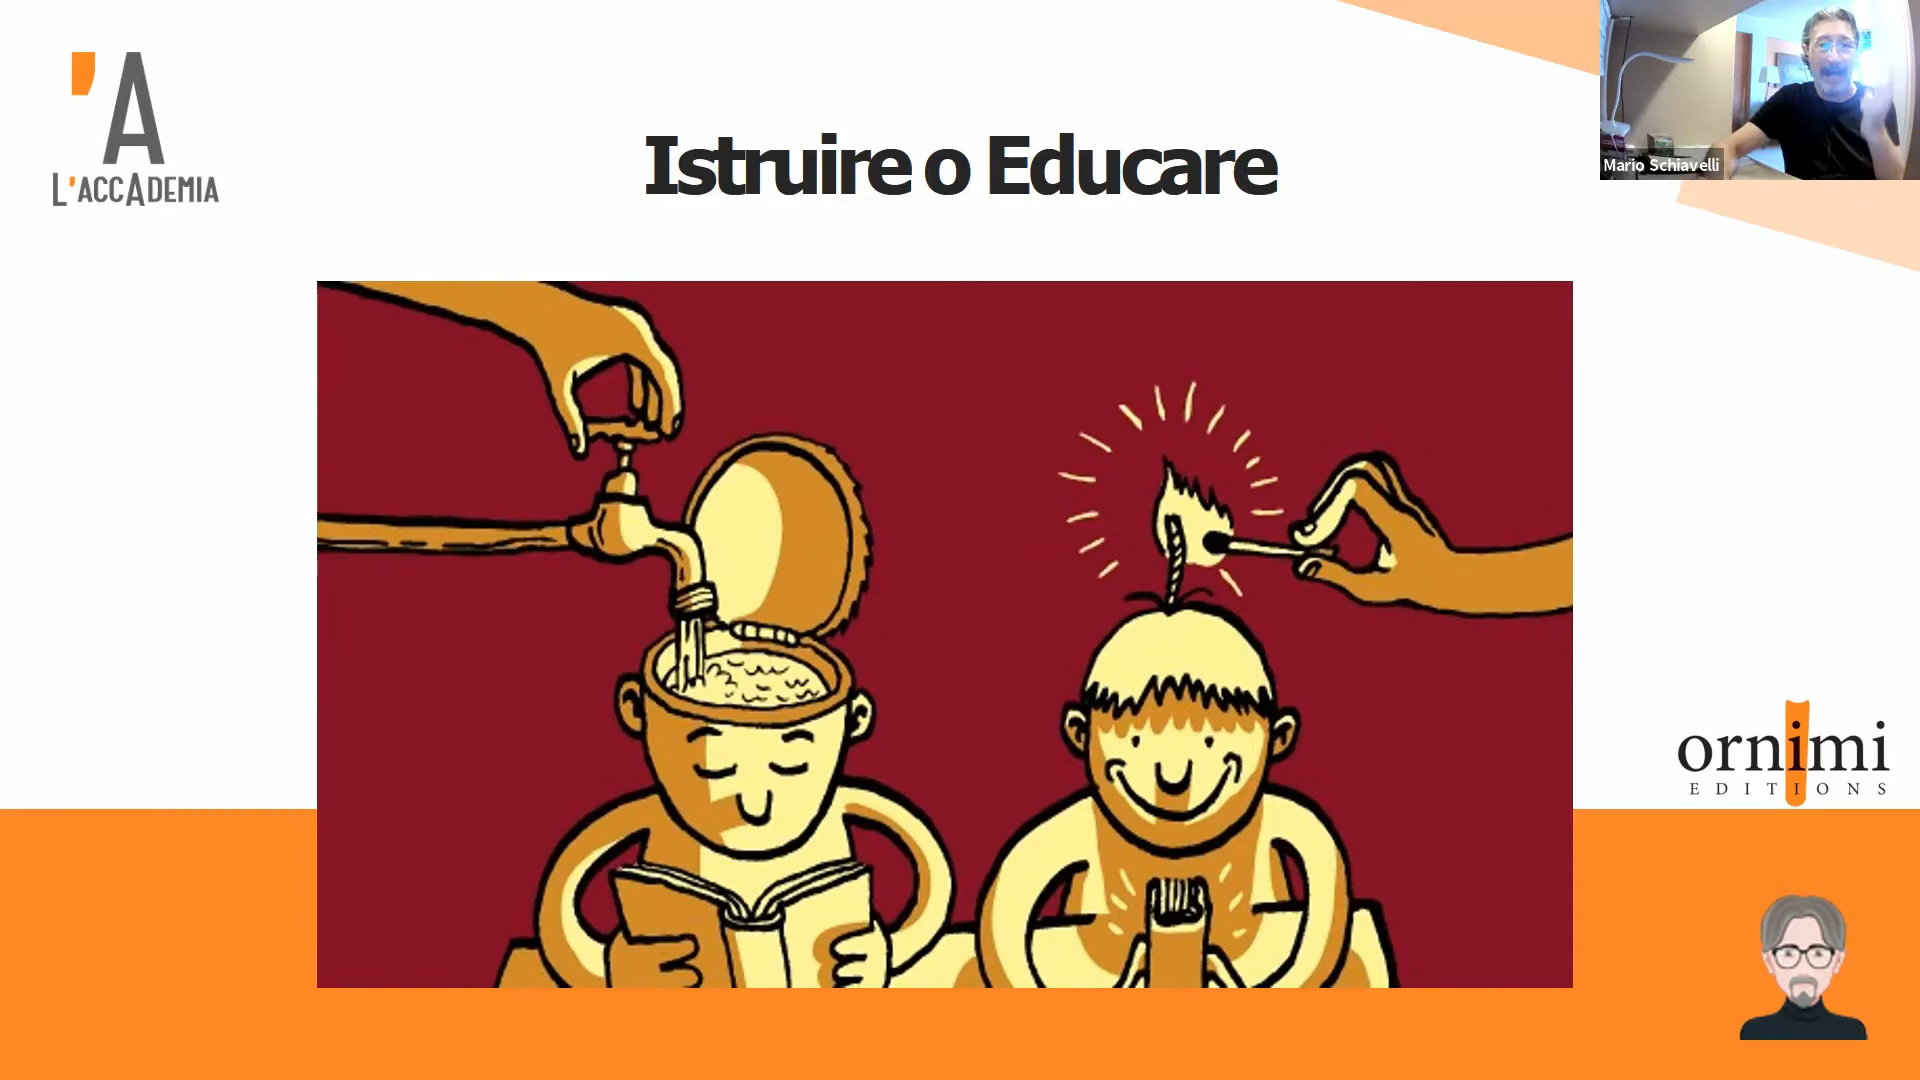 'A
L'ACCADEMIA
Istruire o Educare
Mario Schiavelli
ornimi
EDITIONS